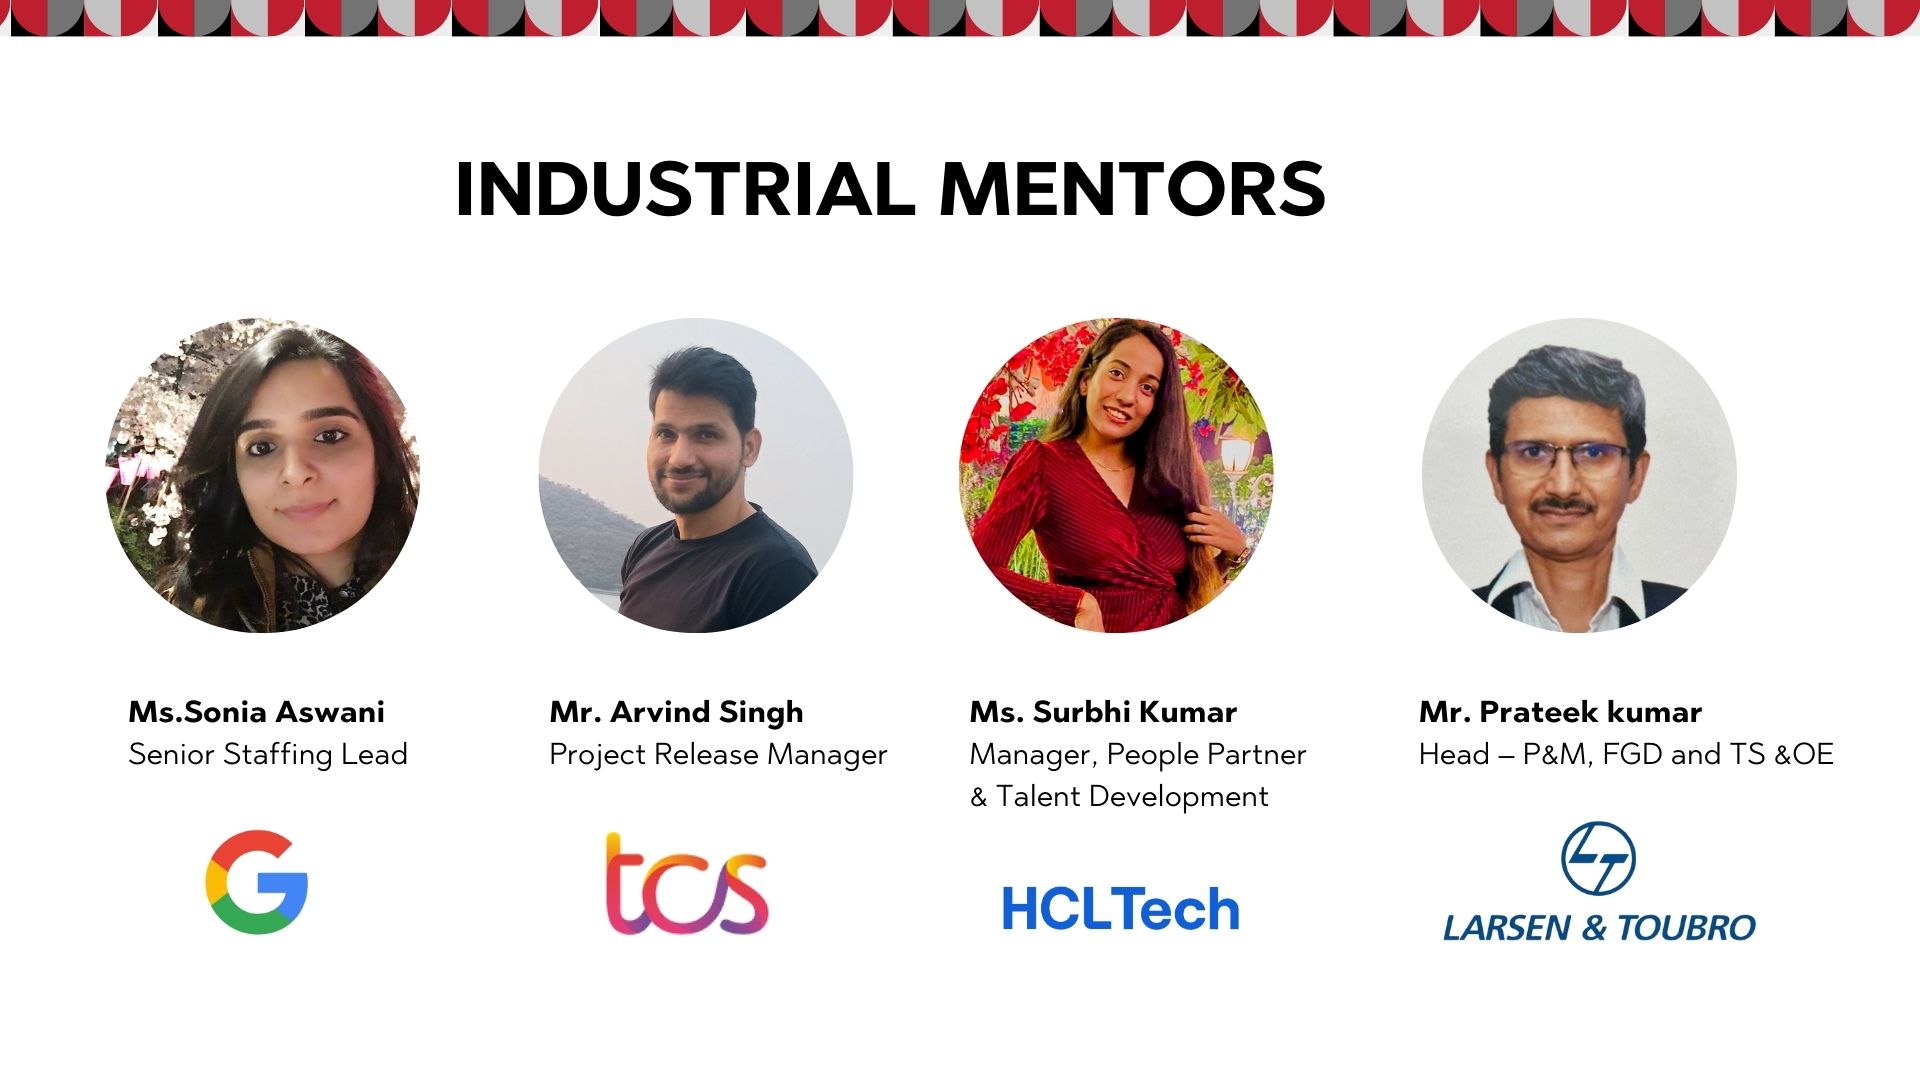 INDUSTRIAL MENTORS
Ms.Sonia Aswani
Senior Staffing Lead
Mr. Arvind Singh
Project Release Manager
tcs
Ms. Surbhi Kumar
Manager, People Partner
& Talent Development
HCLTech
Mr. Prateek kumar
Head – P&M, FGD and TS &OE
LT
LARSEN & TOUBRO